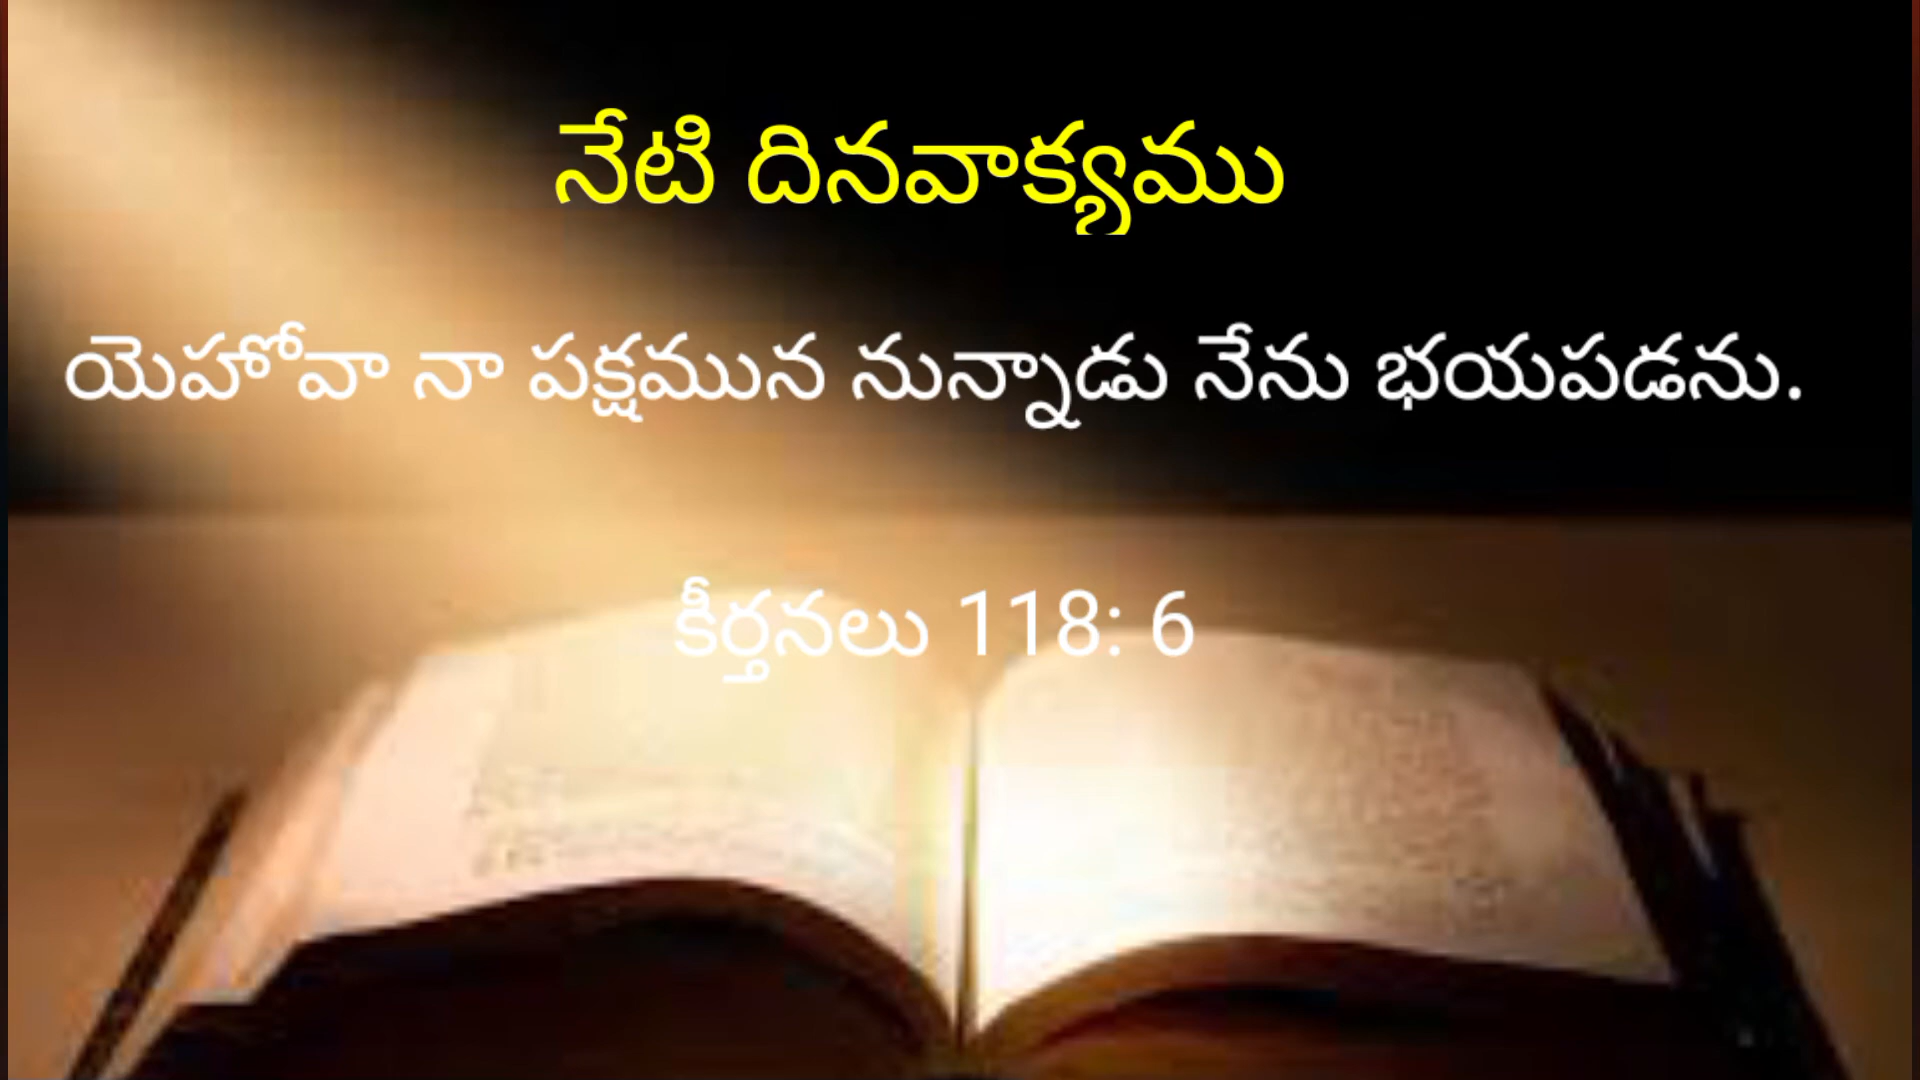 నేటి దినవాక్యము
యెహోవా నా పక్షమున నున్నాడు నేను భయపడను.
కీర్తనలు 118: 6